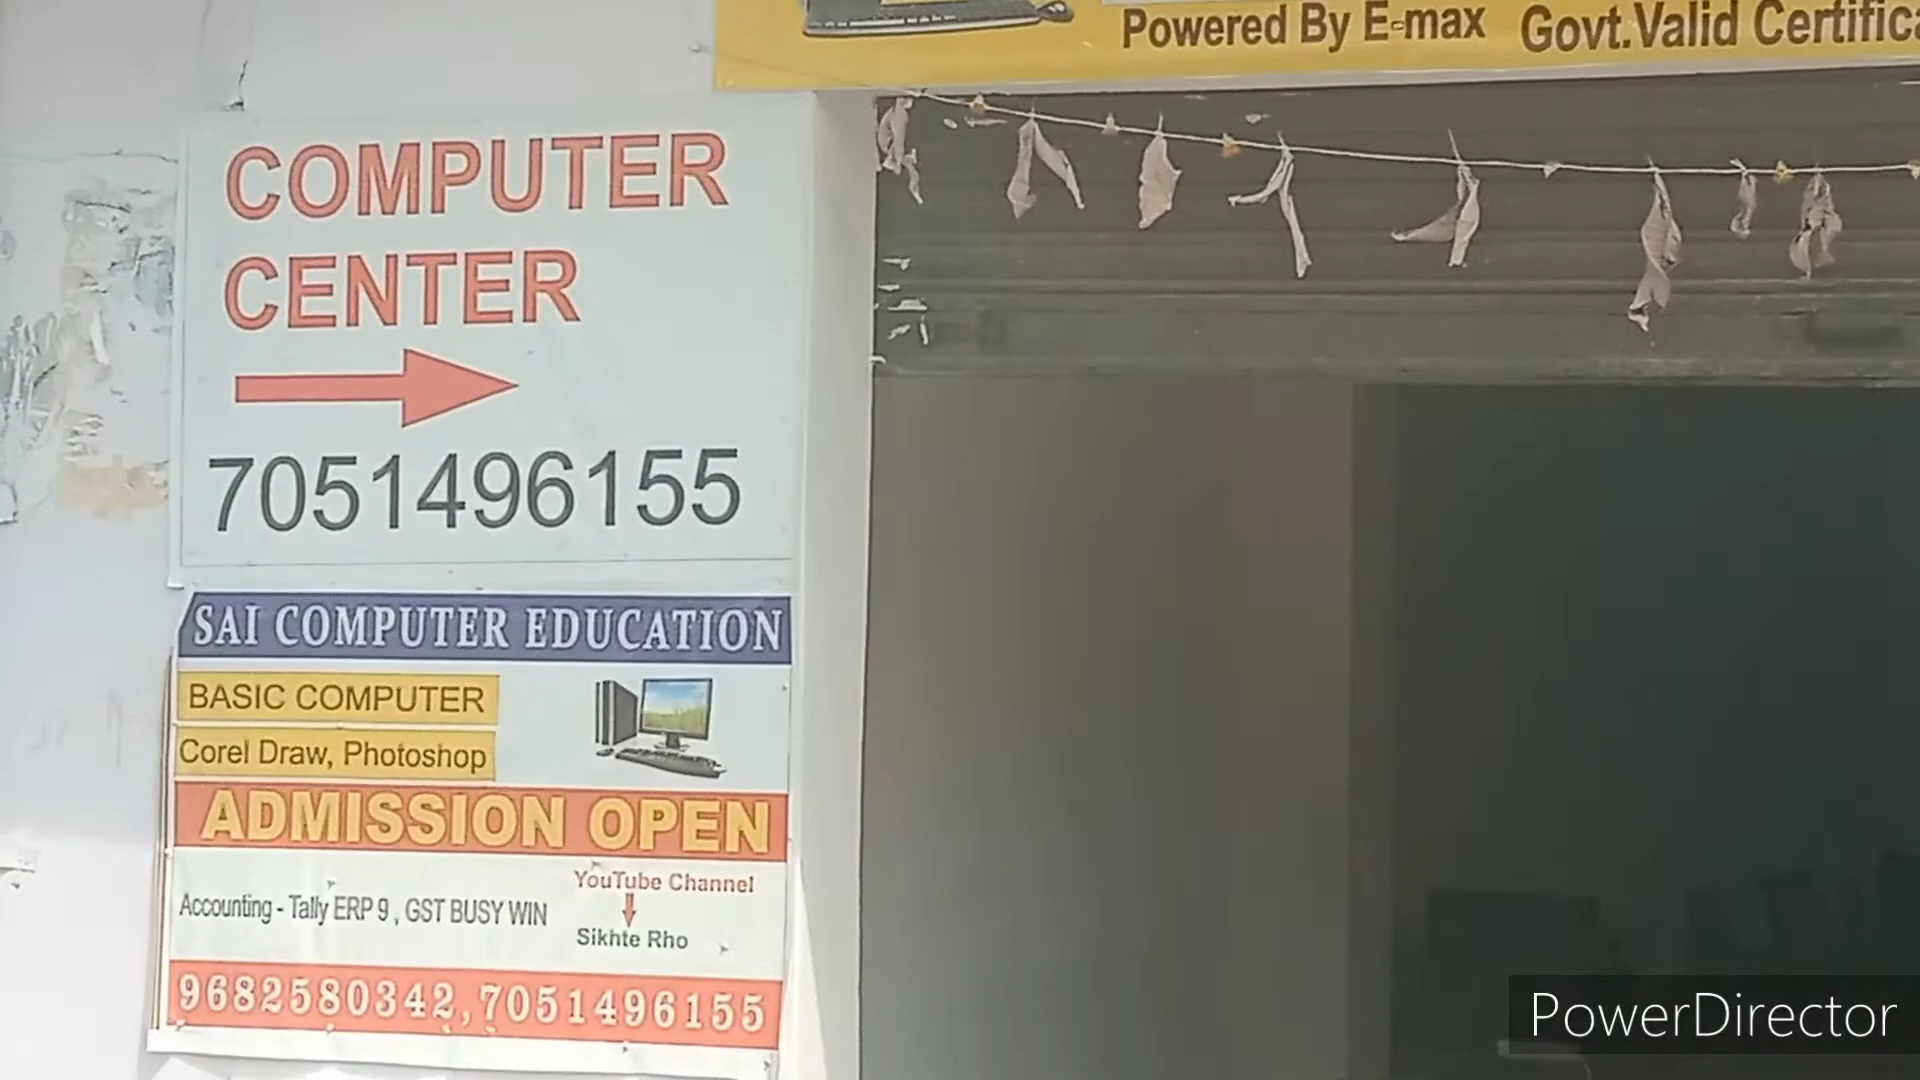 Powered By E-max Govt.Valid
COMPUTER
CENTER
7051496155
SAI COMPUTER EDUCATION
BASIC COMPUTER
Corel Draw, Photoshop
ADMISSION OPEN
YouTube Channel
Accounting - Tally ERP 9 , GST BUSY WIN
Sikhte Rho
9682580342,7051496155
PowerDirector